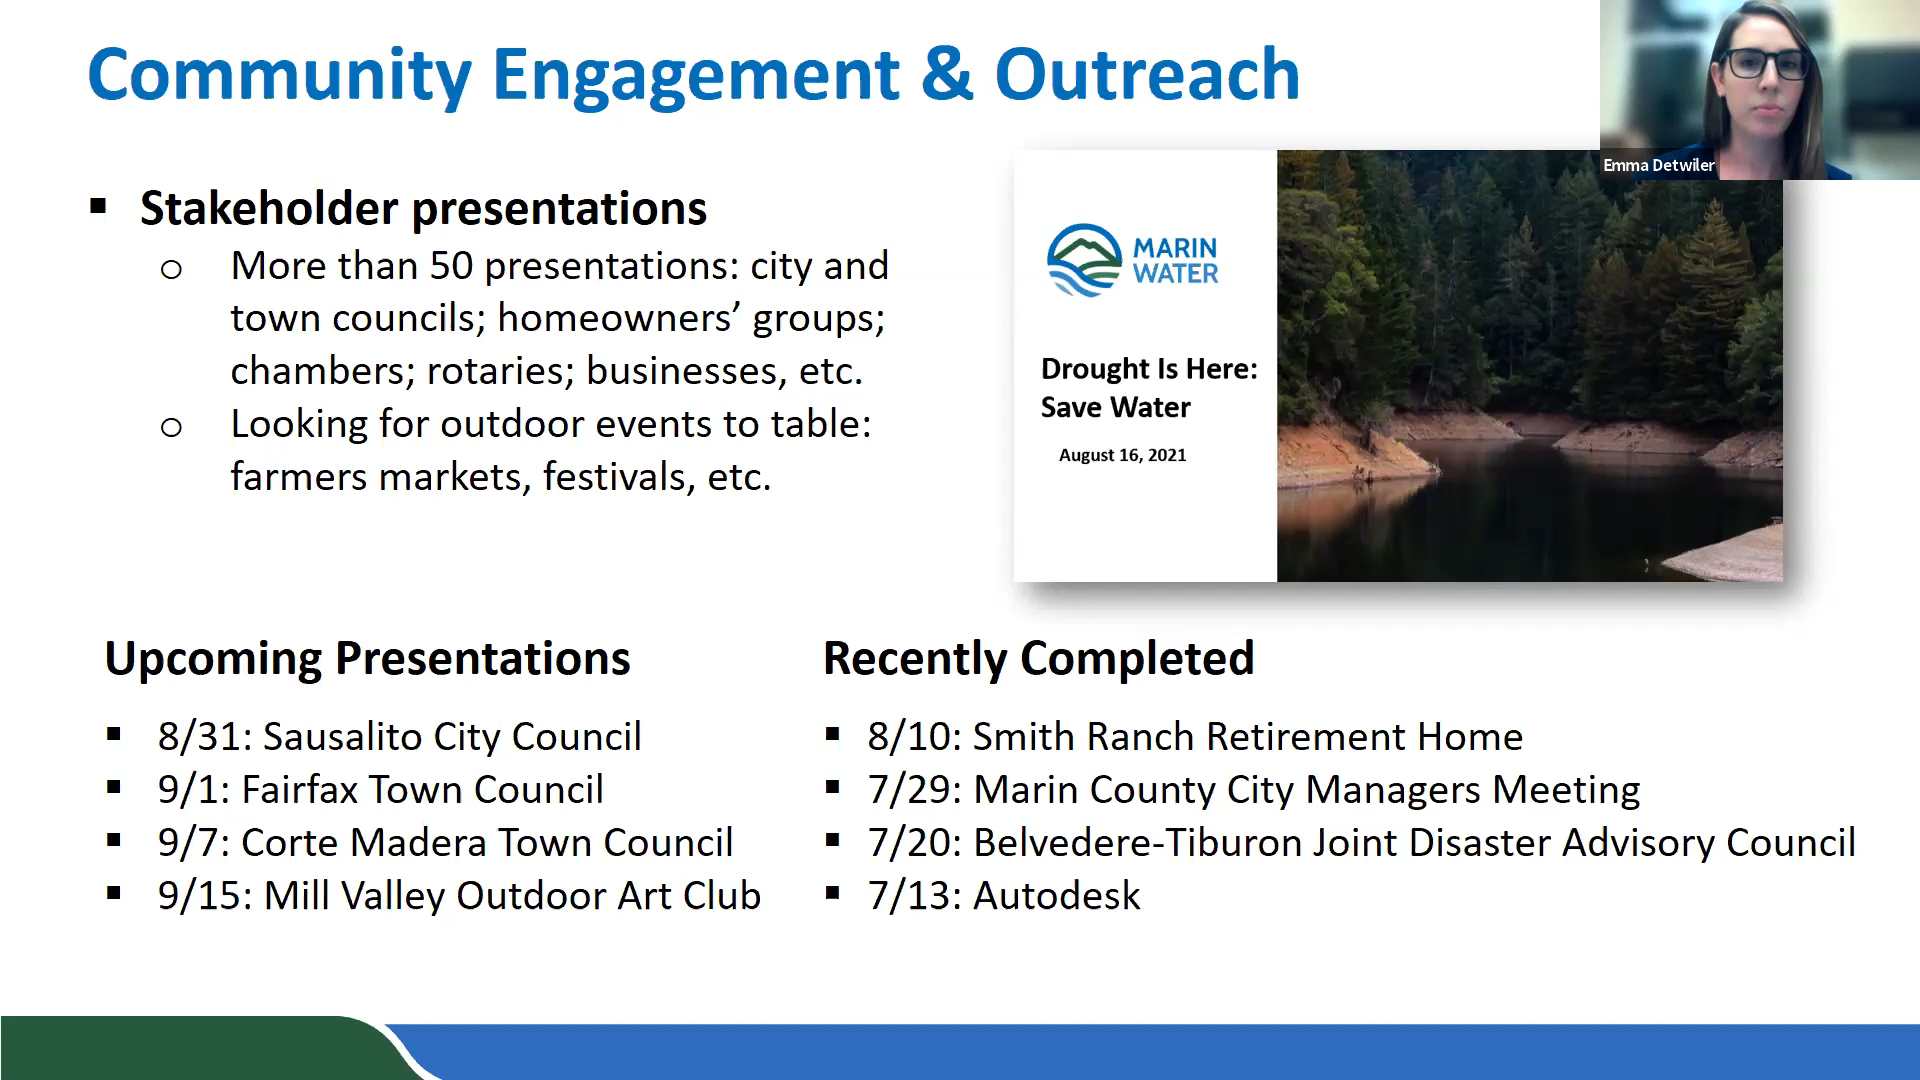 Community Engagement & Outreach
Emma Detwiler
▪ Stakeholder presentations
o More than 50 presentations: city and
town councils; homeowners’ groups;
chambers; rotaries; businesses, etc.
o Looking for outdoor events to table:
farmers markets, festivals, etc.
MARIN
WATER
Drought Is Here:
Save Water
August 16, 2021
Upcoming Presentations
▪ 8/31: Sausalito City Council
▪ 9/1: Fairfax Town Council
▪ 9/7: Corte Madera Town Council
▪ 9/15: Mill Valley Outdoor Art Club
Recently Completed
▪ 8/10: Smith Ranch Retirement Home
▪ 7/29: Marin County City Managers Meeting
▪ 7/20: Belvedere-Tiburon Joint Disaster Advisory Council
▪ 7/13: Autodesk